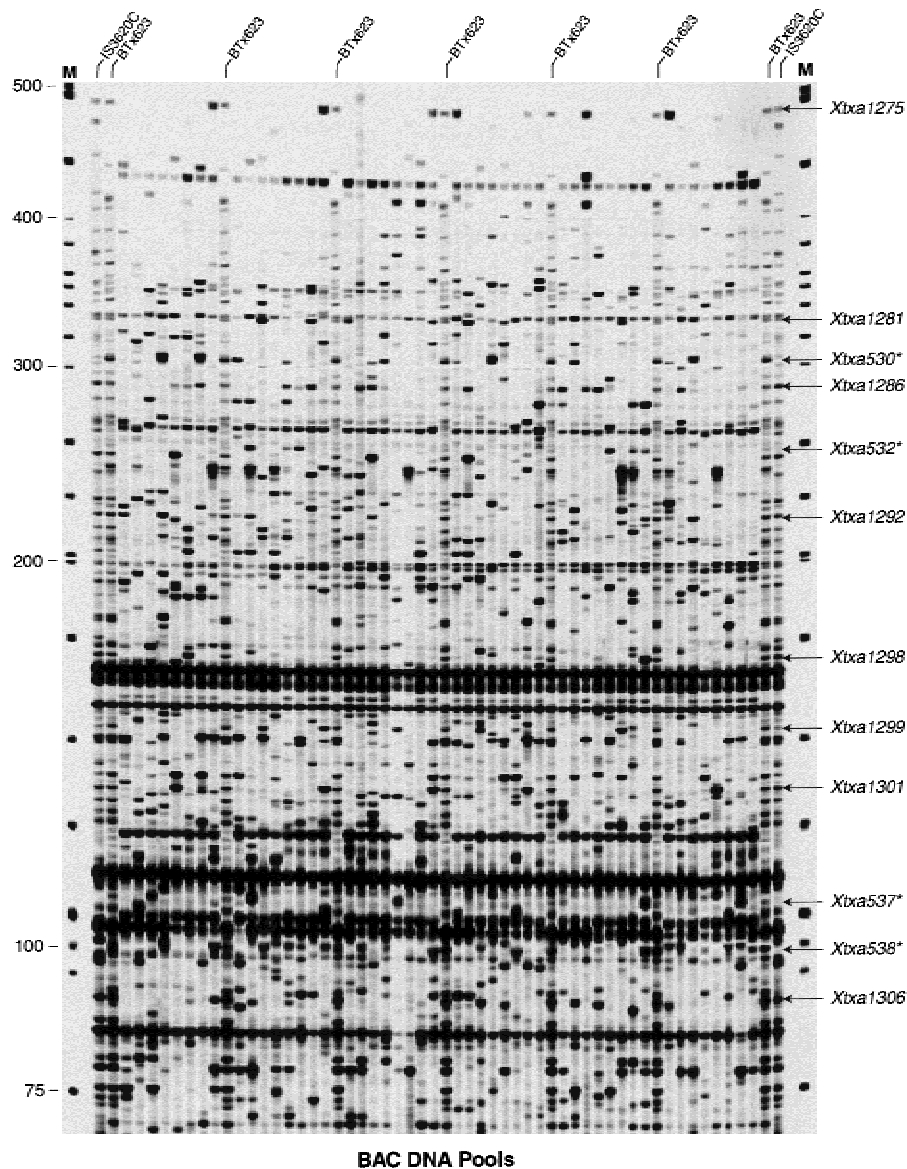 IS3620C
BTx623
BTx623
BTx623
BTx623
BTx623
BTx623
BTx623
IS3620C
M
M
500
Xtxa1275
400
Xtxa1281
300
Xtxa530*
Xtxa1286
Xtxa532*
Xtxa1292
200
Xtxa1298
Xtxa1299
Xtxa1301
Xtxa537*
100
Xtxa538*
Xtxa1306
75
BAC DNA Pools